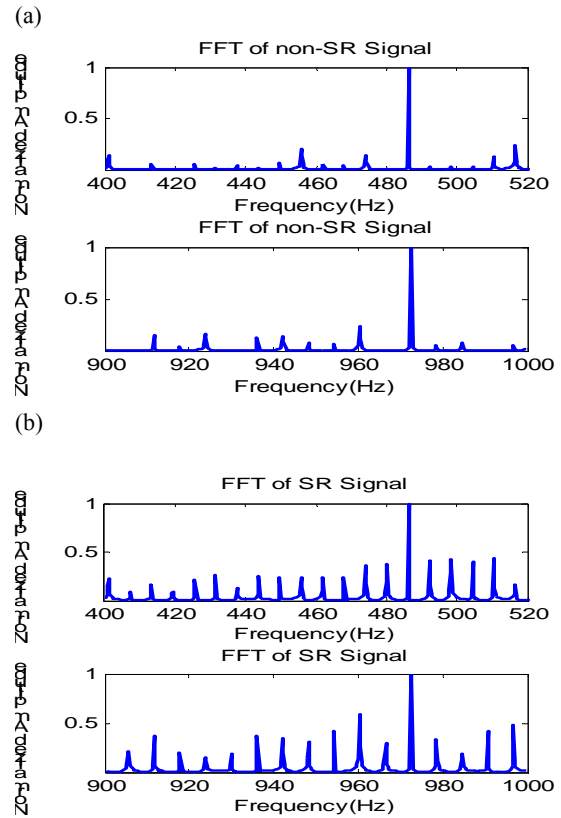 (a)
FFT of non-SR Signal
Normalized Amplitude
1
0.5
400 420 440 460 480 500 520
Frequency(Hz)
FFT of non-SR Signal
Normalized Amplitude
1
0.5
900 920 940 960 980 1000
Frequency(Hz)
(b)
FFT of SR Signal
Normalized Amplitude
1
0.5
400 420 440 460 480 500 520
Frequency(Hz)
FFT of SR Signal
Normalized Amplitude
1
0.5
900 920 940 960 980 1000
Frequency(Hz)